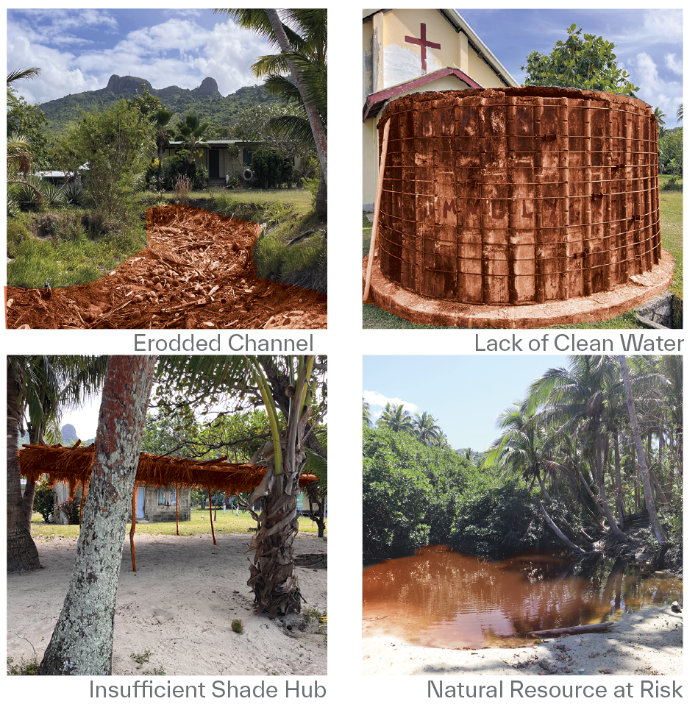 Erodded Channel
Lack of Clean Water
Insufficient Shade Hub
Natural Resource at Risk